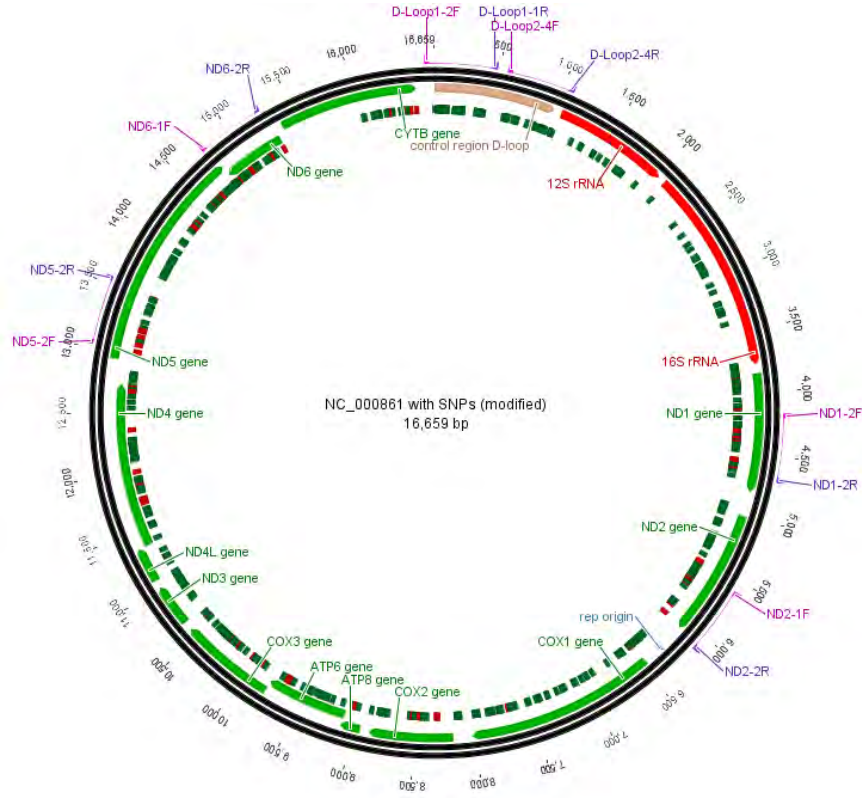 D-Loop1-2F
D-Loop1-1R
D-Loop2-4F
D-Loop2-4R
16,659
500
1,000
1,500
2,000
2,500
3,000
3,500
4,000
4,500
5,000
5,500
6,000
6,500
7,000
7,500
8,000
8,500
9,000
9,500
10,000
10,500
11,000
11,500
12,000
12,500
13,000
13,500
14,000
14,500
15,000
15,500
16,000
ND6-2R
ND6-1F
ND5-2R
ND5-2F
ND1-2F
ND1-2R
ND2-1F
ND2-2R
CYTB gene
control region D-loop
ND6 gene
12S rRNA
16S rRNA
ND5 gene
ND4 gene
NC_000861 with SNPs (modified)
16,659 bp
ND1 gene
ND2 gene
ND4L gene
ND3 gene
rep origin
COX3 gene
COX1 gene
ATP6 gene
ATP8 gene
COX2 gene